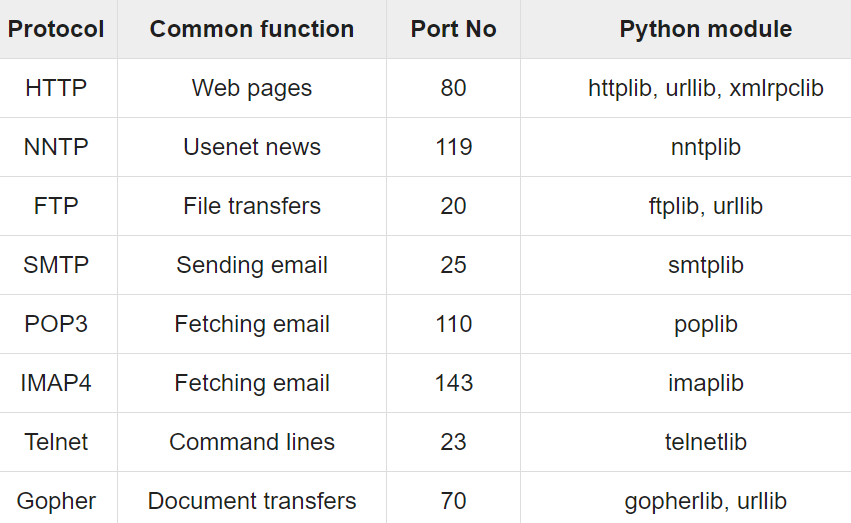 Protocol Common function Port No Python module
HTTP Web pages 80 httplib, urllib, xmlrpclib
NNTP Usenet news 119 nntplib
FTP File transfers 20 ftplib, urllib
SMTP Sending email 25 smtplib
POP3 Fetching email 110 poplib
IMAP4 Fetching email 143 imaplib
Telnet Command lines 23 telnetlib
Gopher Document transfers 70 gopherlib, urllib